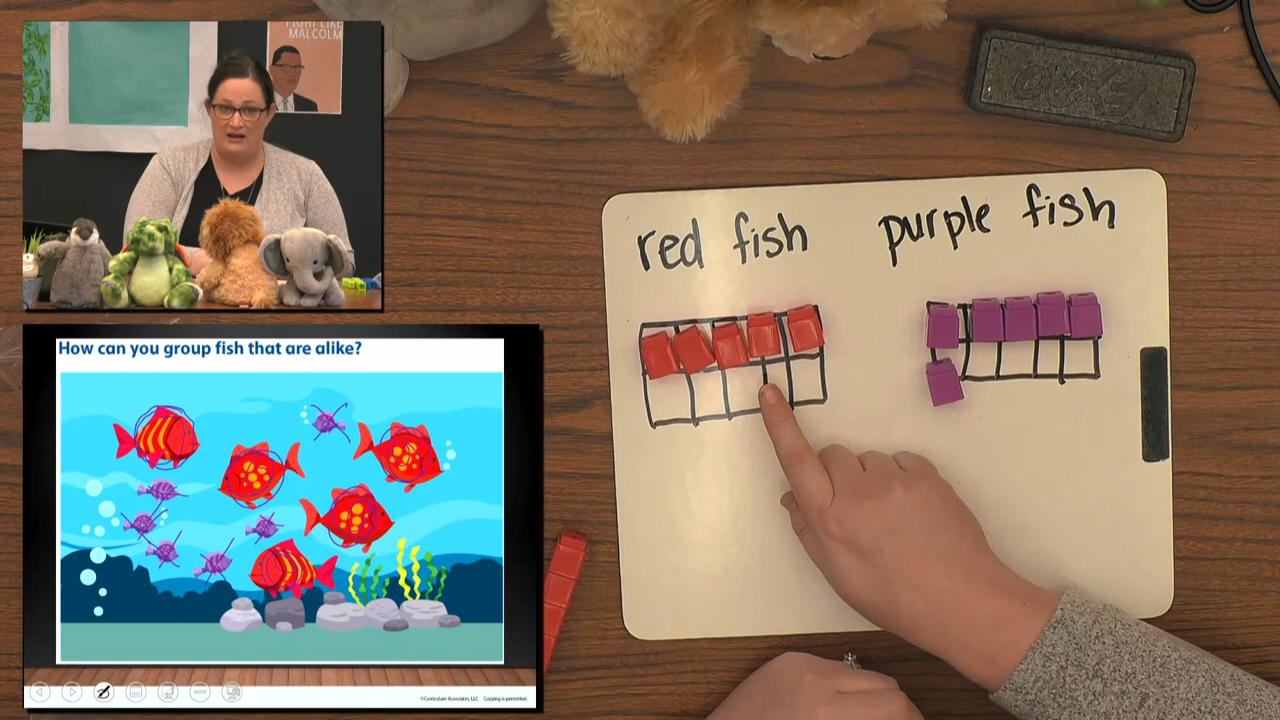 FIGHT LIKE
MALCOLM
How can you group fish that are alike?
©Curriculum Associates, LLC Copying is permitted.
red fish
purple fish